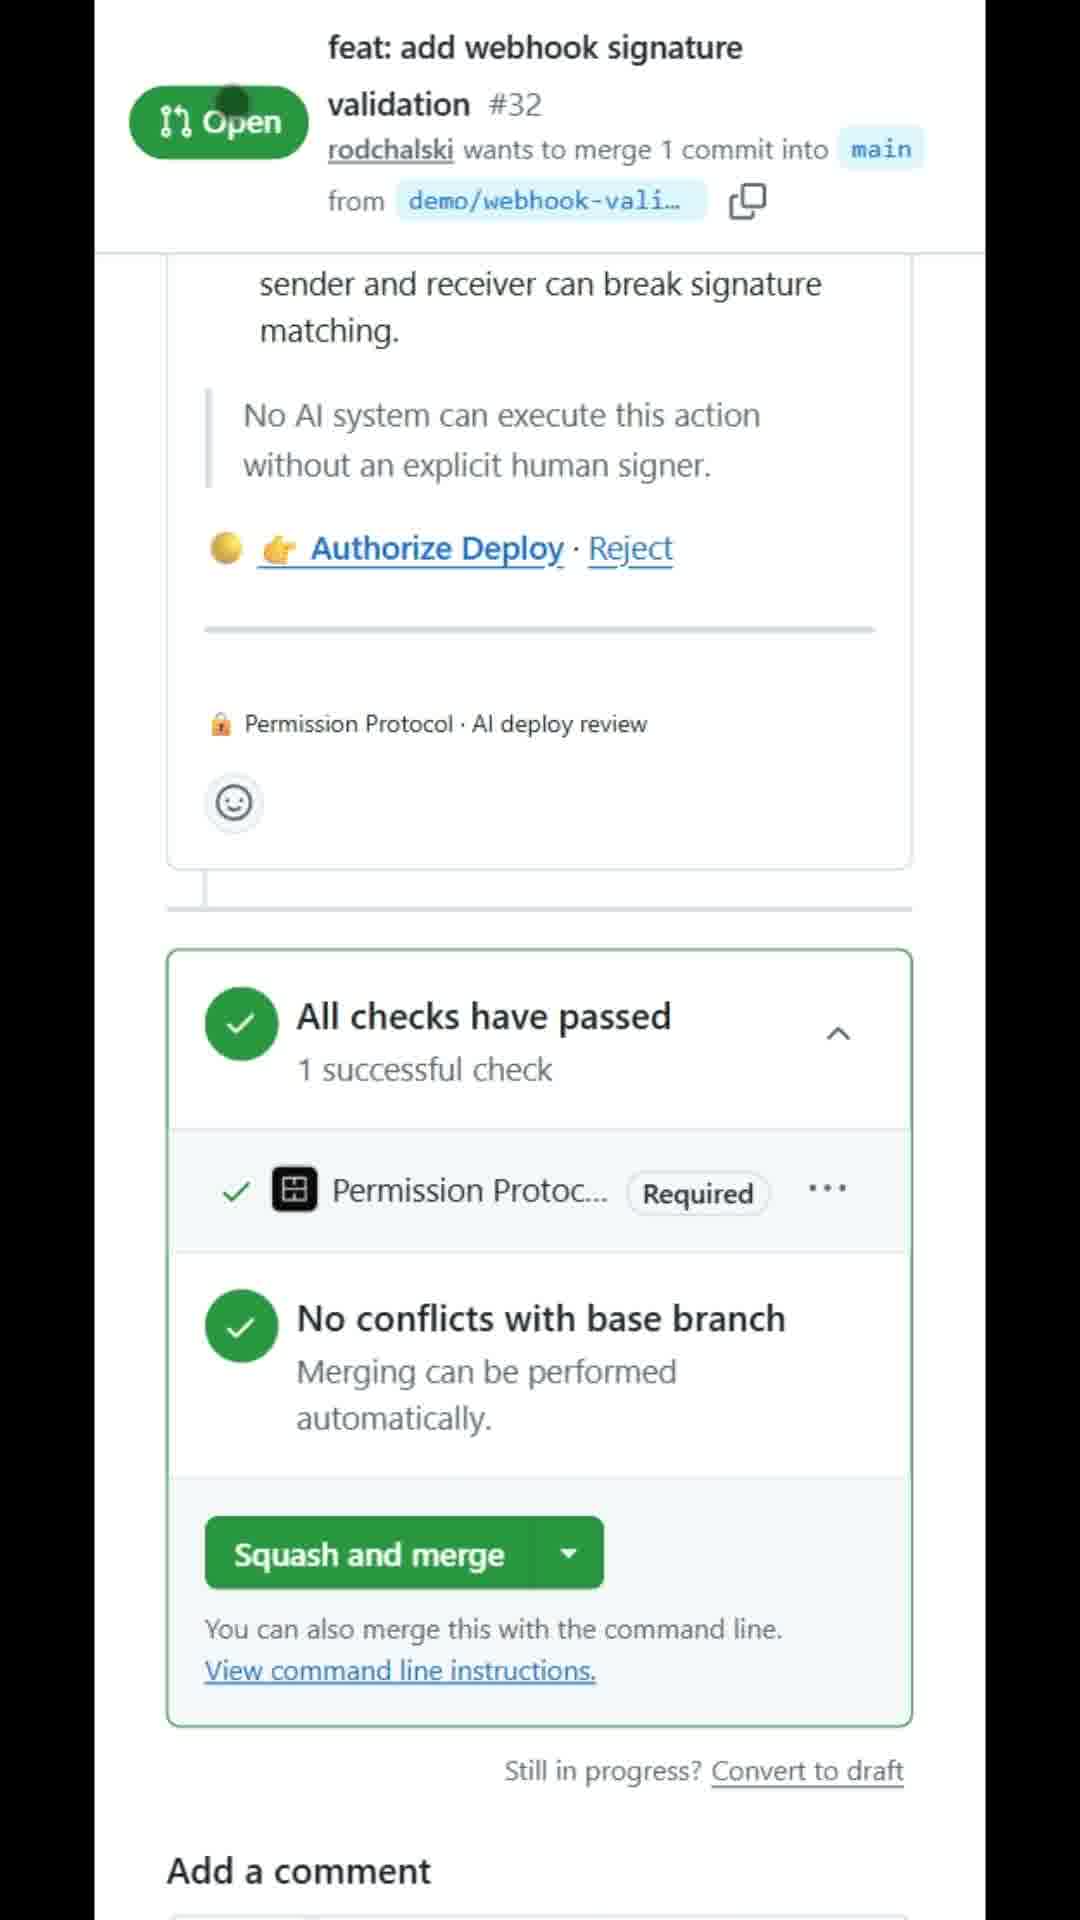 feat: add webhook signature
validation #32
Open
rodchalski wants to merge 1 commit into main
from demo/webhook-vali...
sender and receiver can break signature
matching.
No AI system can execute this action
without an explicit human signer.
Authorize Deploy · Reject
Permission Protocol · AI deploy review
All checks have passed
1 successful check
Permission Protoc... Required
No conflicts with base branch
Merging can be performed
automatically.
Squash and merge
You can also merge this with the command line.
View command line instructions.
Still in progress? Convert to draft
Add a comment